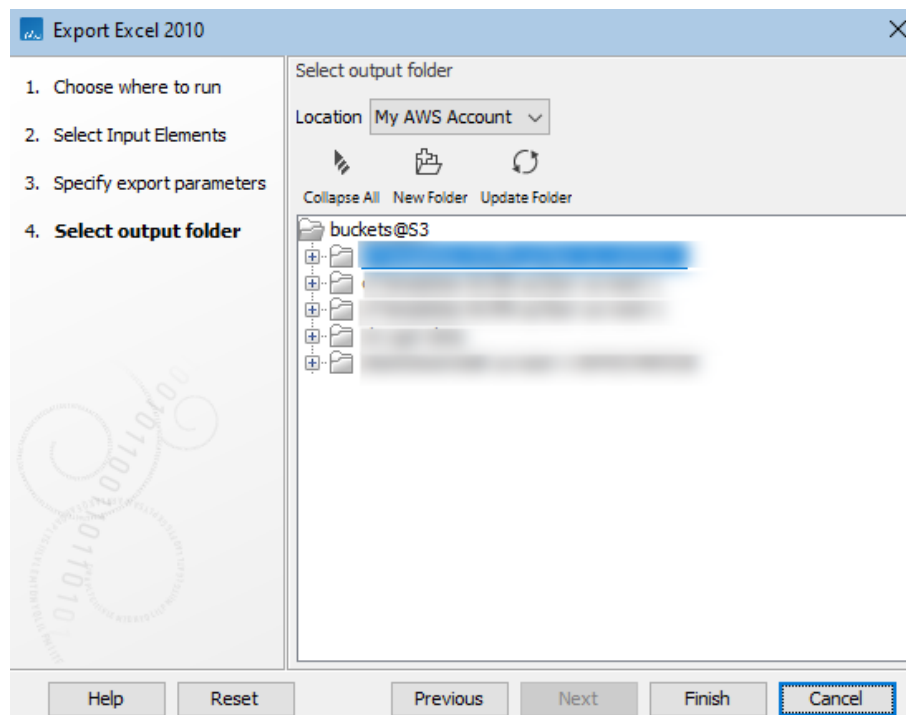 Export Excel 2010
1. Choose where to run
2. Select Input Elements
3. Specify export parameters
4. Select output folder
Select output folder
Location My AWS Account
Collapse All New Folder Update Folder
buckets@S3
Help Reset Previous Next Finish Cancel